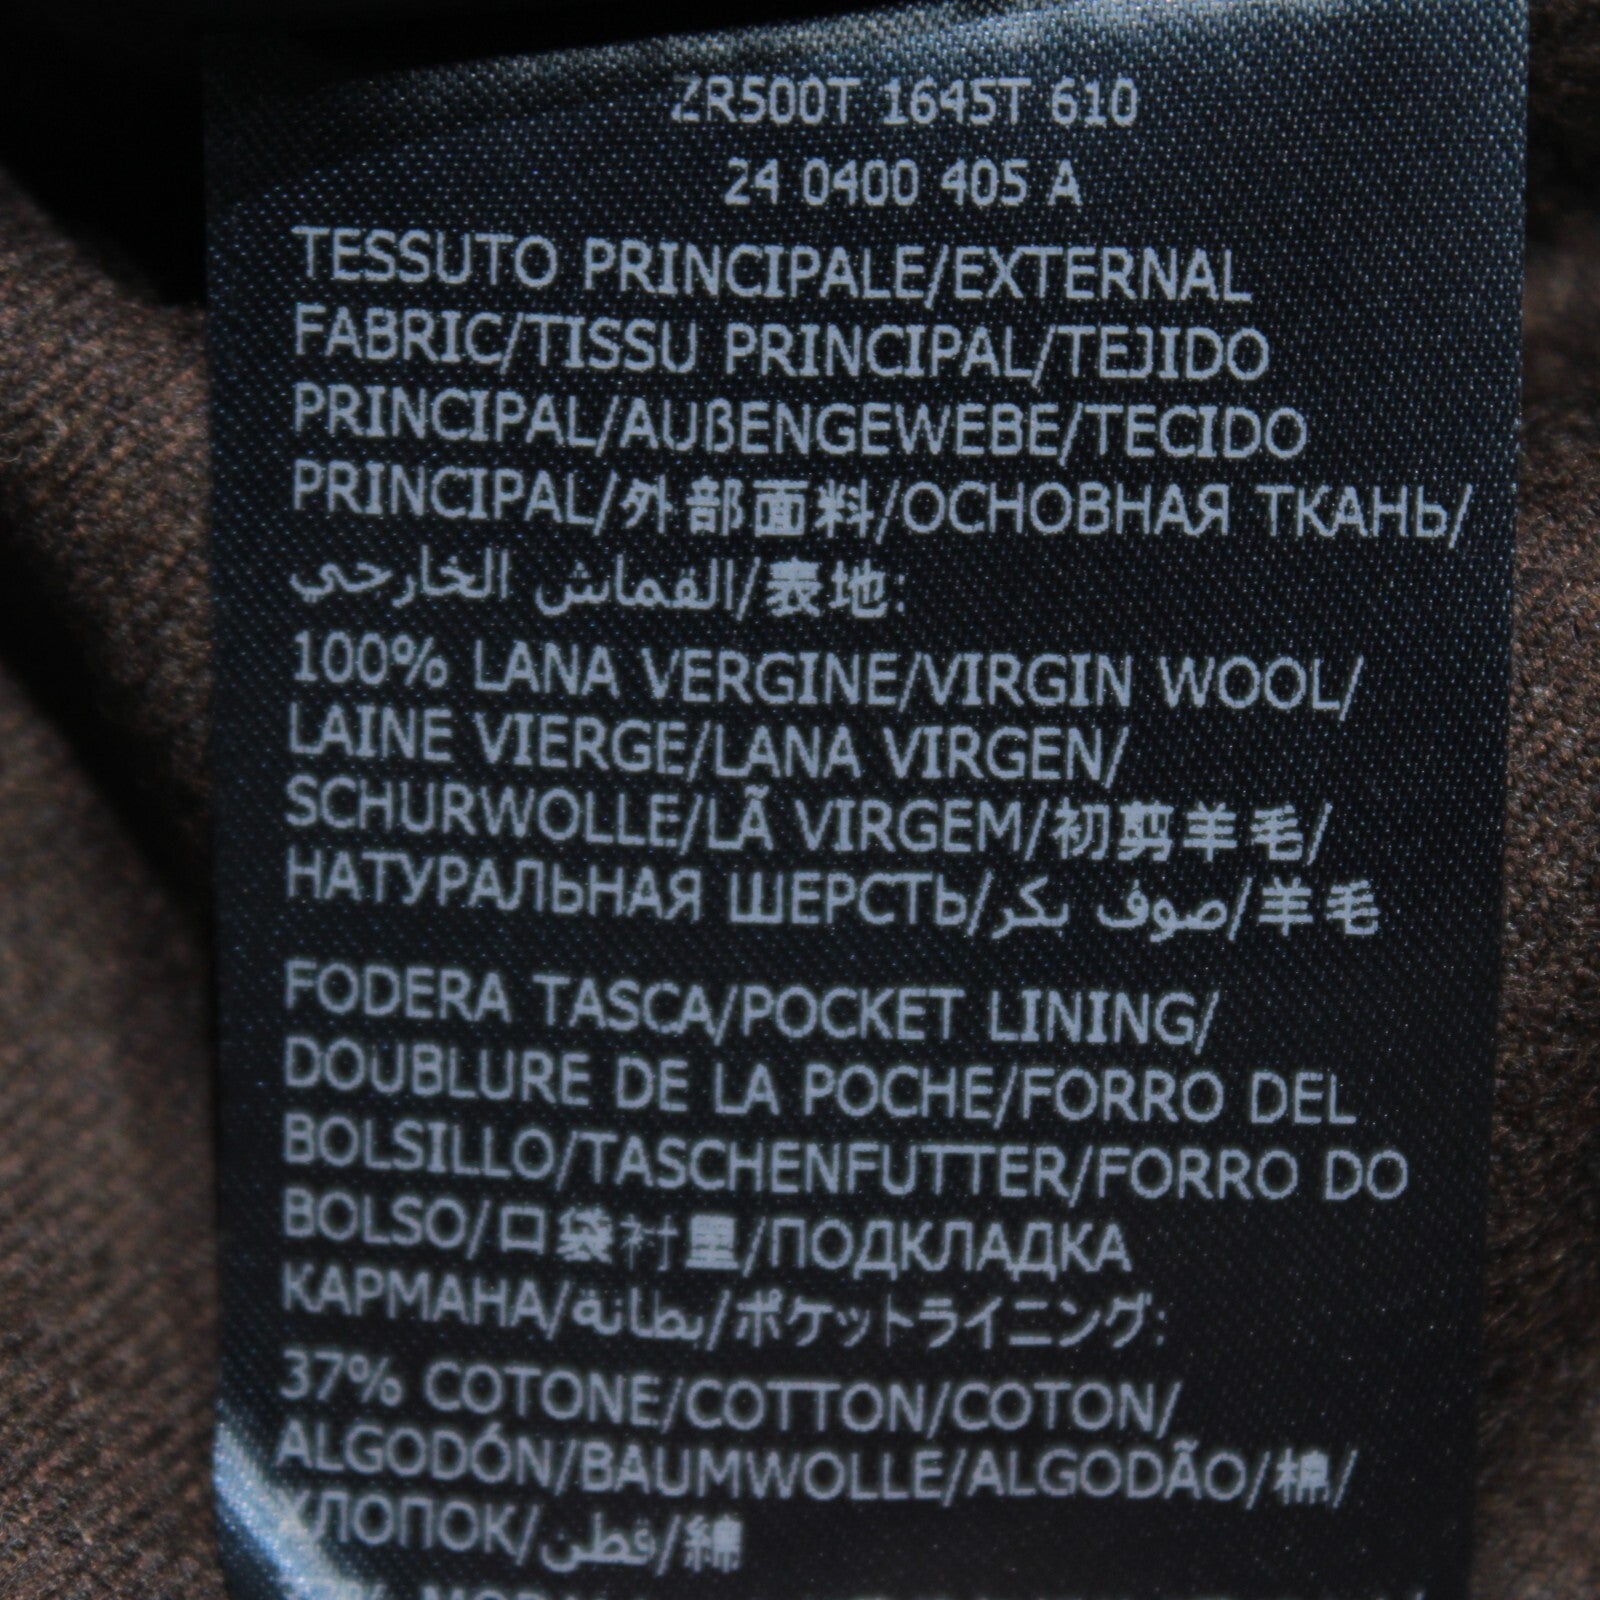 ZR500T 1645T 610
24 0400 405 A
TESSUTO PRINCIPALE/EXTERNAL
FABRIC/TISSU PRINCIPAL/TEJIDO
PRINCIPAL/AUßENGEWEBE/TECIDO
PRINCIPAL/外部面料/ОСНОВНАЯ ТКАНЬ/
القماش الخارجي/表地:
100% LANA VERGINE/VIRGIN WOOL/
LAINE VIERGE/LANA VIRGEN/
SCHURWOLLE/LÃ VIRGEM/初剪羊毛/
НАТУРАЛЬНАЯ ШЕРСТЬ/صوف بكر/羊毛
FODERA TASCA/POCKET LINING/
DOUBLURE DE LA POCHE/FORRO DEL
BOLSILLO/TASCHENFUTTER/FORRO DO
BOLSO/口袋衬里/ПОДКЛАДКА
КАРМАНА/بطانة/ポケットライニング:
37% COTONE/COTTON/COTON/
ALGODÓN/BAUMWOLLE/ALGODÃO/棉/
ХЛОПОК/قطن/綿